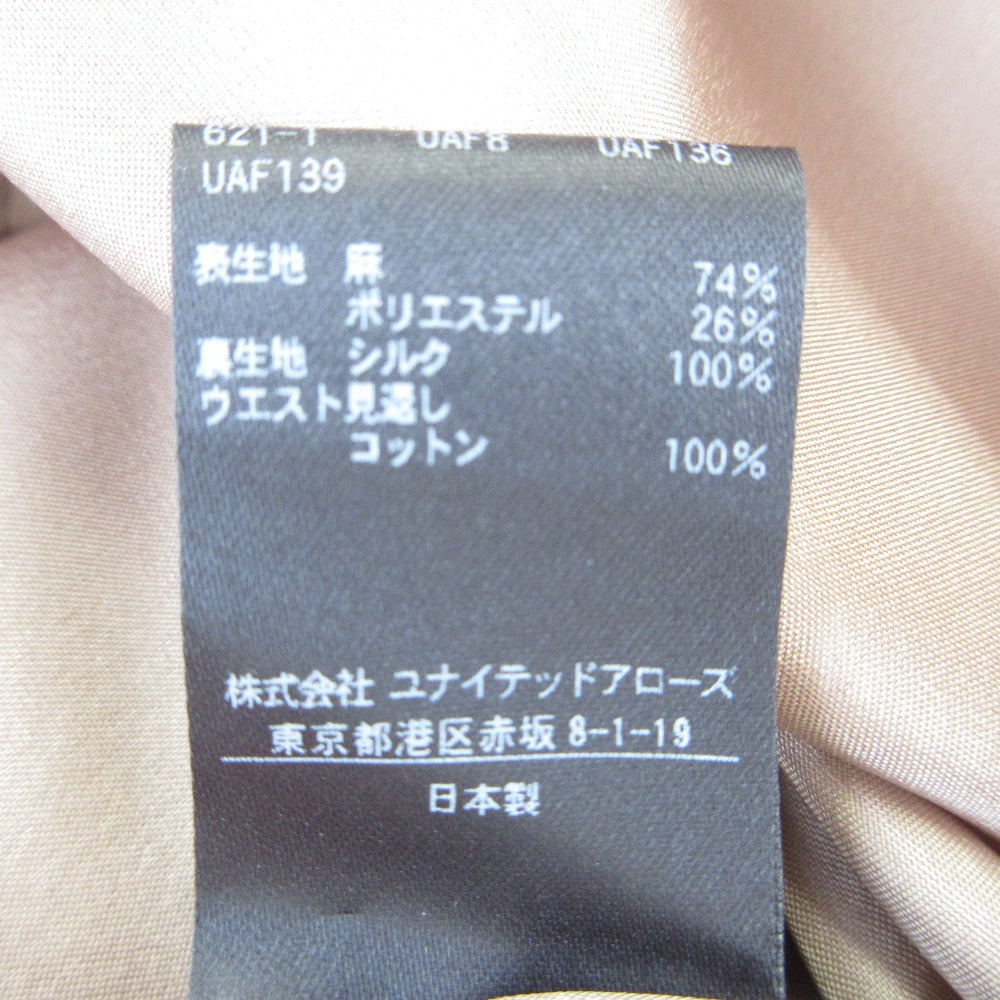 621-1 UAF8 UAF136
UAF139
表生地 麻 74%
ポリエステル 26%
裏生地 シルク 100%
ウエスト見返し
コットン 100%
株式会社 ユナイテッドアローズ
東京都港区赤坂 8-1-19
日本製